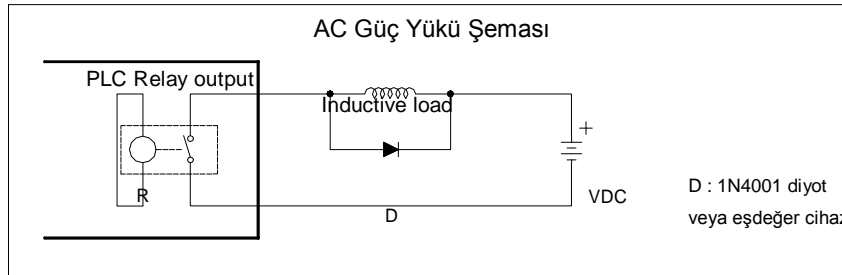 AC Güç Yükü Şeması
PLC Relay output
Inductive load
+
R
D
VDC
D : 1N4001 diyot
veya eşdeğer cihaz